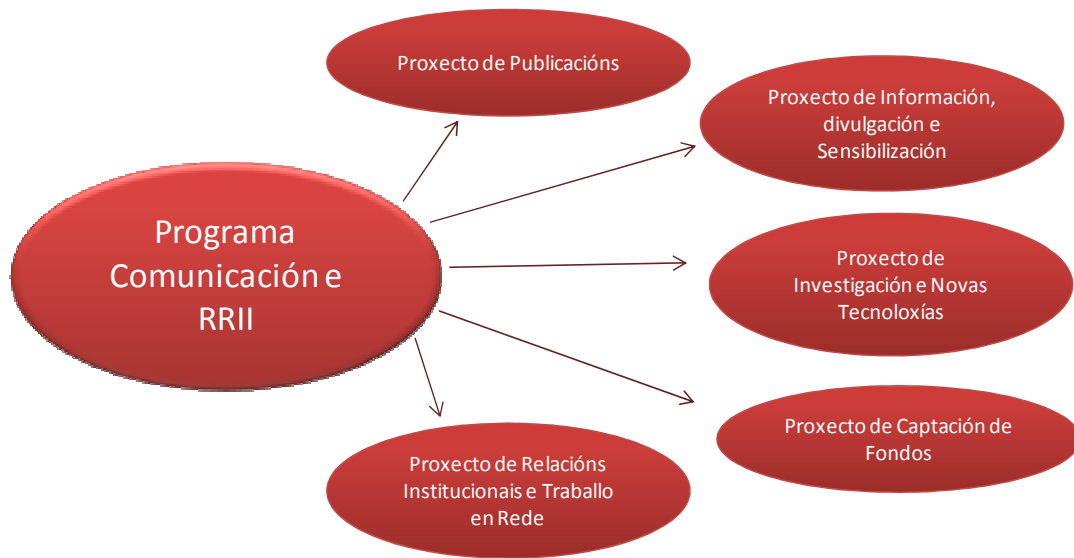 Proxecto de Publicacións
Proxecto de Información,
divulgación e
Sensibilización
Programa
Comunicación e
RRII
Proxecto de
Investigación e Novas
Tecnoloxías
Proxecto de Captación de
Fondos
Proxecto de Relacións
Institucionais e Traballo
en Rede